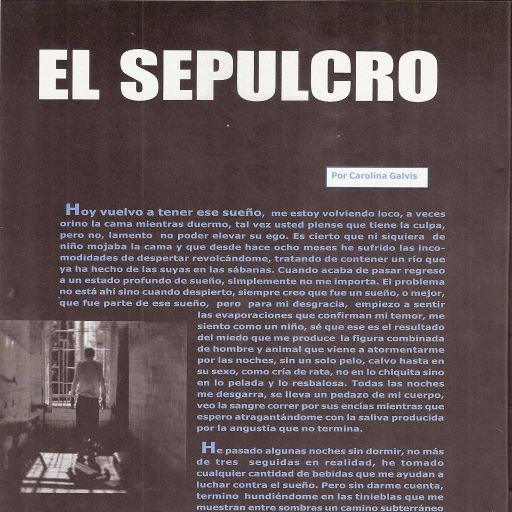 EL SEPULCRO
Por Carolina Galvis
Hoy vuelvo a tener ese sueño, me estoy volviendo loco, a veces
orino la cama mientras duermo, tal vez usted piense que tiene la culpa,
pero no, lamento no poder elevar su ego. Es cierto que ni siquiera de
niño mojaba la cama y que desde hace ocho meses he sufrido las inco-
modidades de despertar revolcándome, tratando de contener un río que
ya ha hecho de las suyas en las sábanas. Cuando acaba de pasar regreso
a un estado profundo de sueño, simplemente no me importa. El problema
no está ahí sino cuando despierto, siempre creo que fue un sueño, o mejor,
que fue parte de ese sueño, pero para mi desgracia, empiezo a sentir
las evaporaciones que confirman mi temor, me
siento como un niño, sé que ese es el resultado
del miedo que me produce la figura combinada
de hombre y animal que viene a atormentarme
por las noches, sin un solo pelo, calvo hasta en
su sexo, como cría de rata, no en lo chiquita sino
en lo pelada y lo resbalosa. Todas las noches
me desgarra, se lleva un pedazo de mi cuerpo,
veo la sangre correr por sus encías mientras que
espero atragantándome con la saliva producida
por la angustia que no termina.
He pasado algunas noches sin dormir, no más
de tres seguidas en realidad, he tomado
cualquier cantidad de bebidas que me ayudan a
luchar contra el sueño. Pero sin darme cuenta,
termino hundiéndome en las tinieblas que me
muestran entre sombras un camino subterráneo